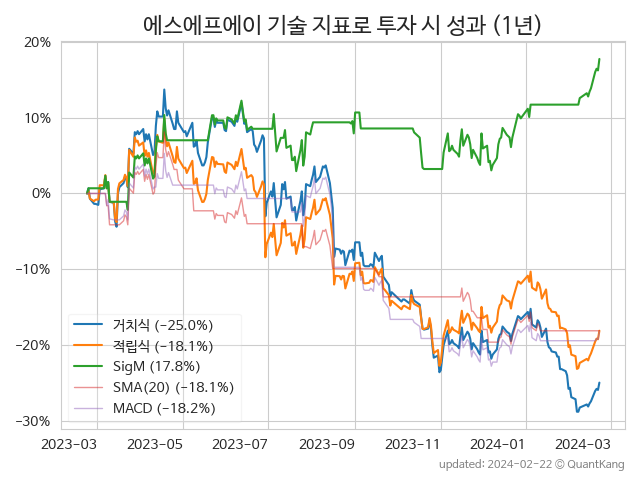 에스에프에이 기술 지표로 투자 시 성과 (1년)
20%
10%
0%
−10%
−20%
−30%
거치식 (−25.0%)
적립식 (−18.1%)
SigM (17.8%)
SMA(20) (−18.1%)
MACD (−18.2%)
2023-03 2023-05 2023-07 2023-09 2023-11 2024-01 2024-03
updated: 2024-02-22 © QuantKang